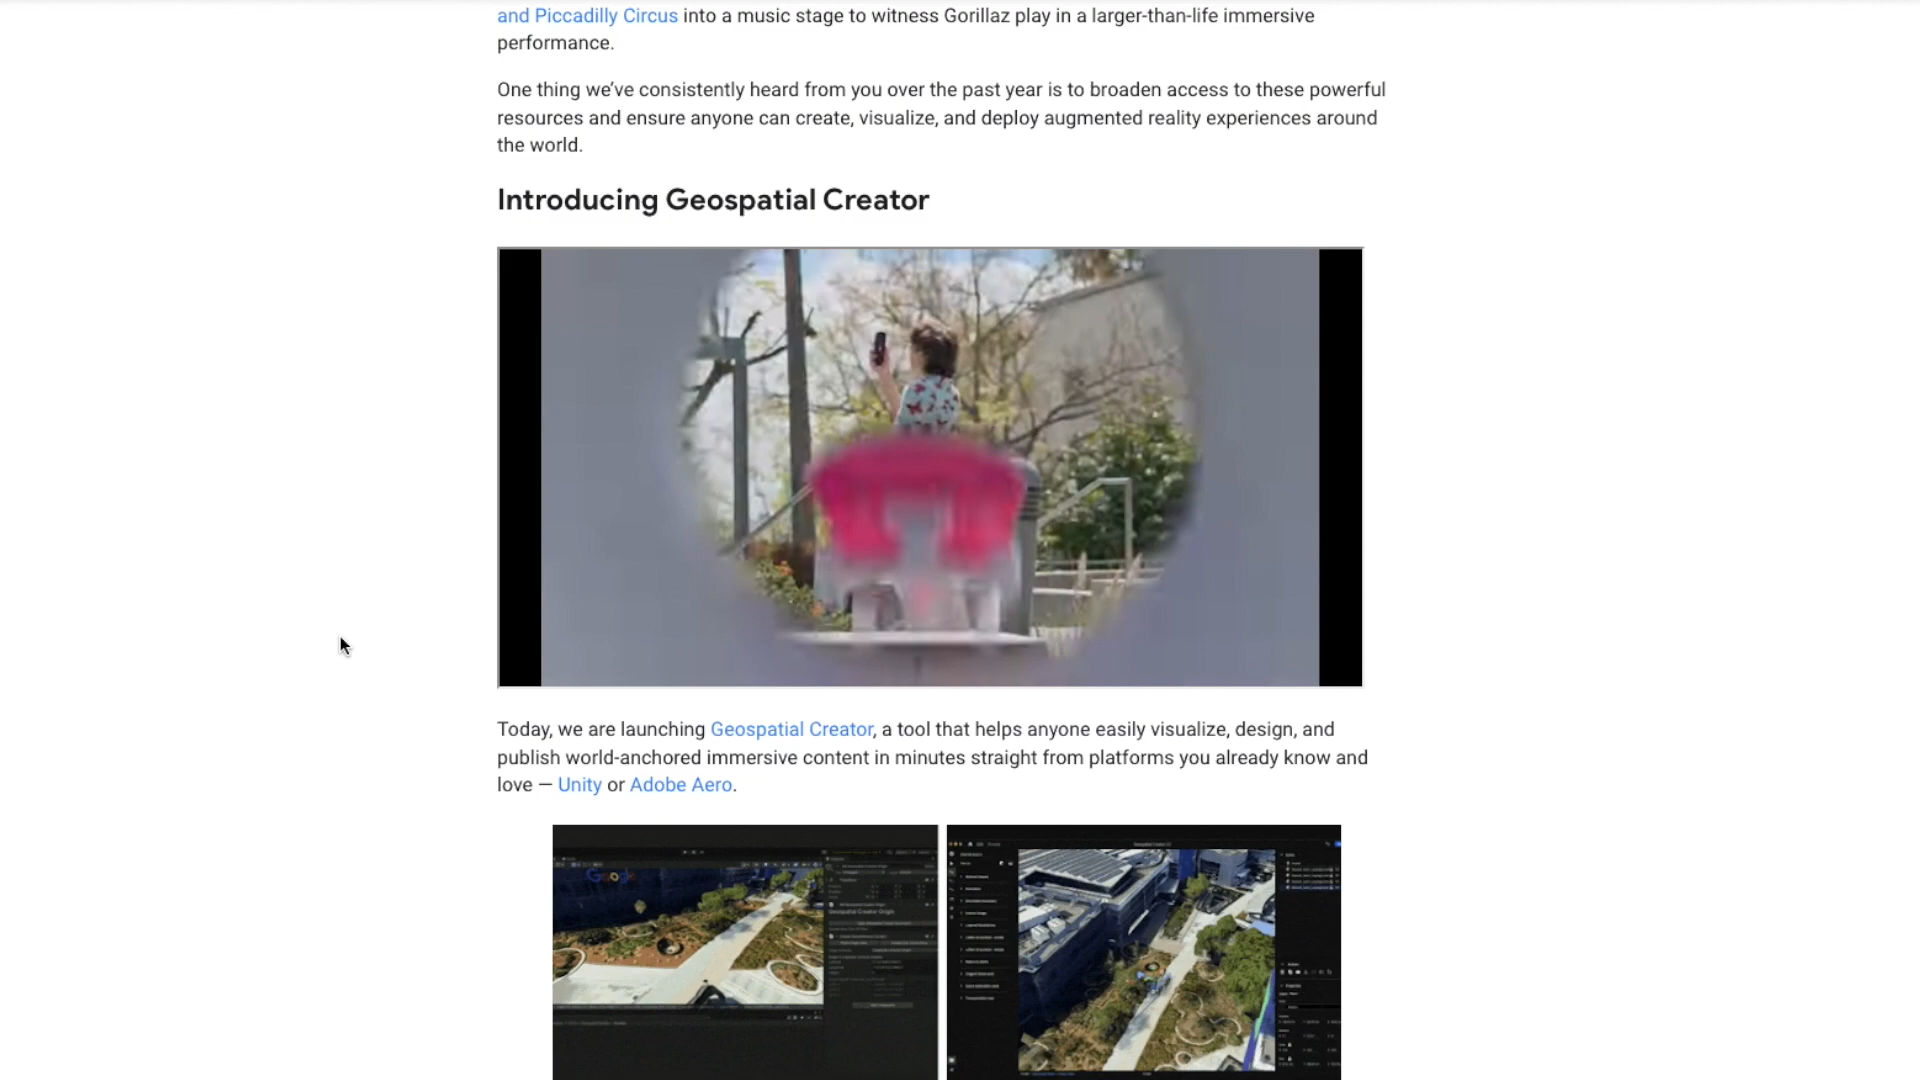 and Piccadilly Circus into a music stage to witness Gorillaz play in a larger-than-life immersive
performance.
One thing we’ve consistently heard from you over the past year is to broaden access to these powerful
resources and ensure anyone can create, visualize, and deploy augmented reality experiences around
the world.
Introducing Geospatial Creator
Today, we are launching Geospatial Creator, a tool that helps anyone easily visualize, design, and
publish world-anchored immersive content in minutes straight from platforms you already know and
love — Unity or Adobe Aero.
Google
Geospatial Creator Origin